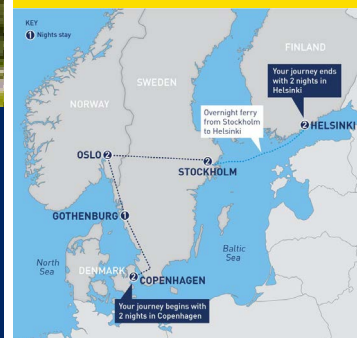 KEY
1 Nights stay
FINLAND
SWEDEN
NORWAY
Your journey ends
with 2 nights in
Helsinki
Overnight ferry
from Stockholm
to Helsinki
2 HELSINKI
OSLO 2
2
STOCKHOLM
GOTHENBURG 1
North
Sea
Baltic
Sea
DENMARK
2 COPENHAGEN
Your journey begins with
2 nights in Copenhagen